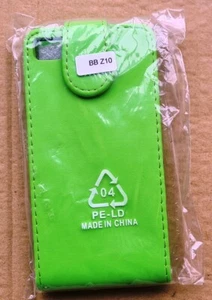 BB Z10
04
PE-LD
MADE IN CHINA